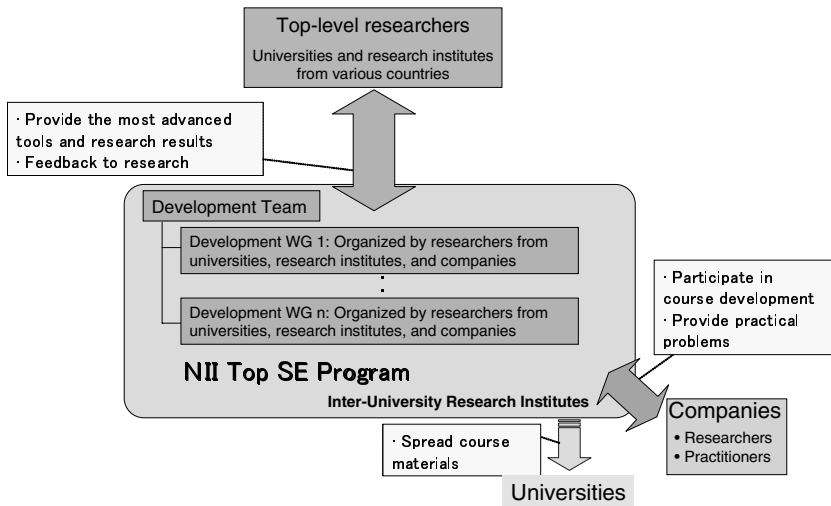 Top-level researchers
Universities and research institutes
from various countries
· Provide the most advanced
tools and research results
· Feedback to research
Development Team
Development WG 1: Organized by researchers from
universities, research institutes, and companies
:
Development WG n: Organized by researchers from
universities, research institutes, and companies
NII Top SE Program
Inter-University Research Institutes
· Participate in
course development
· Provide practical
problems
Companies
• Researchers
• Practitioners
· Spread course
materials
Universities